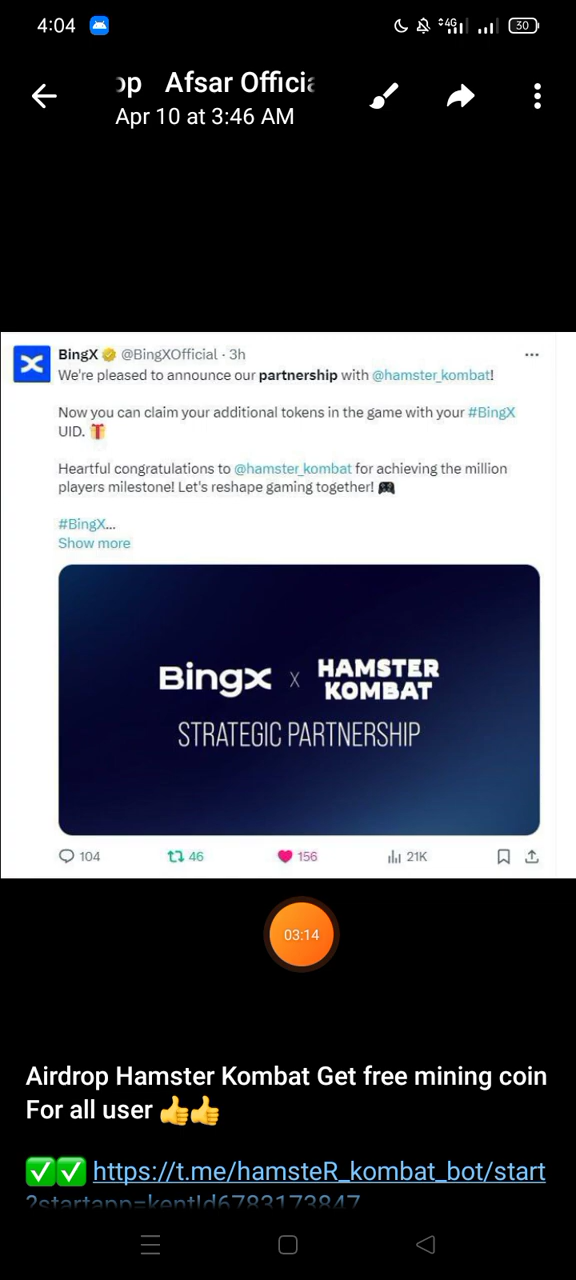 4:04
4G
30
op Afsar Officia
Apr 10 at 3:46 AM
BingX @BingXOfficial · 3h
We're pleased to announce our partnership with @hamster_kombat!
Now you can claim your additional tokens in the game with your #BingX
UID. 🎁
Heartful congratulations to @hamster_kombat for achieving the million
players milestone! Let's reshape gaming together! 🎮
#BingX...
Show more
BingX x HAMSTER
KOMBAT
STRATEGIC PARTNERSHIP
104 46 156 21K
03:14
Airdrop Hamster Kombat Get free mining coin
For all user 👍👍
✅✅ https://t.me/hamsteR_kombat_bot/start
?startapp=kentId6783173847